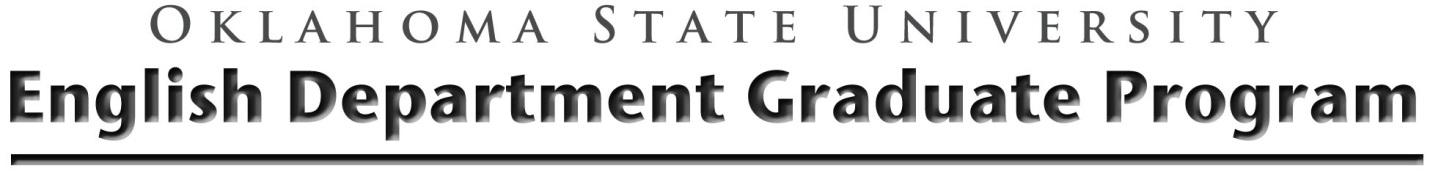 OKLAHOMA STATE UNIVERSITY
English Department Graduate Program